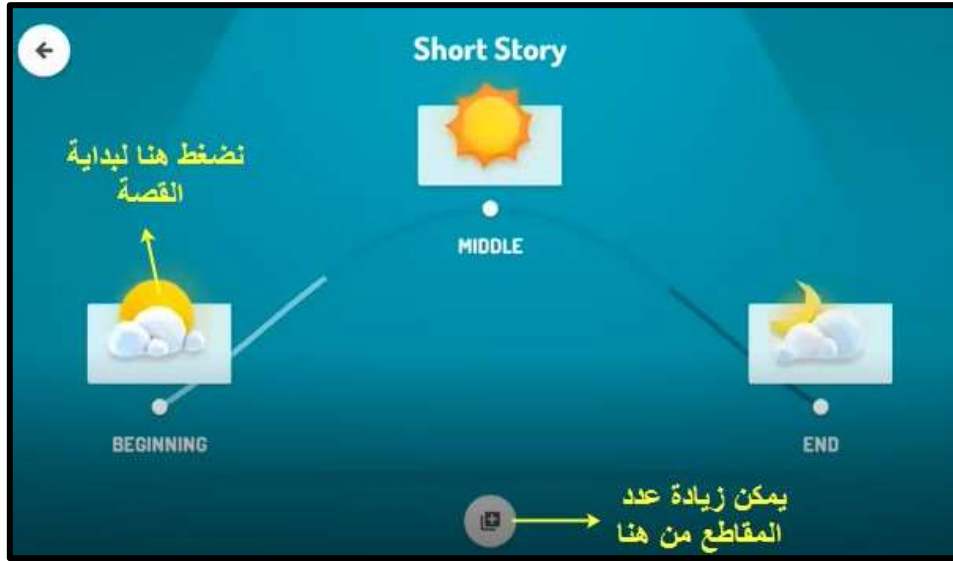 Short Story
نضغط هنا لبداية
القصة
MIDDLE
BEGINNING
END
يمكن زيادة عدد
المقاطع من هنا